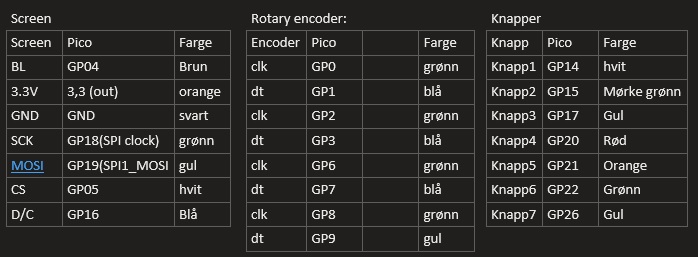 Screen
Screen Pico Farge
BL GP04 Brun
3.3V 3,3 (out) orange
GND GND svart
SCK GP18(SPI clock) grønn
MOSI GP19(SPI1_MOSI gul
CS GP05 hvit
D/C GP16 Blå
Rotary encoder:
Encoder Pico Farge
clk GP0 grønn
dt GP1 blå
clk GP2 grønn
dt GP3 blå
clk GP6 grønn
dt GP7 blå
clk GP8 grønn
dt GP9 gul
Knapper
Knapp Pico Farge
Knapp1 GP14 hvit
Knapp2 GP15 Mørke grønn
Knapp3 GP17 Gul
Knapp4 GP20 Rød
Knapp5 GP21 Orange
Knapp6 GP22 Grønn
Knapp7 GP26 Gul